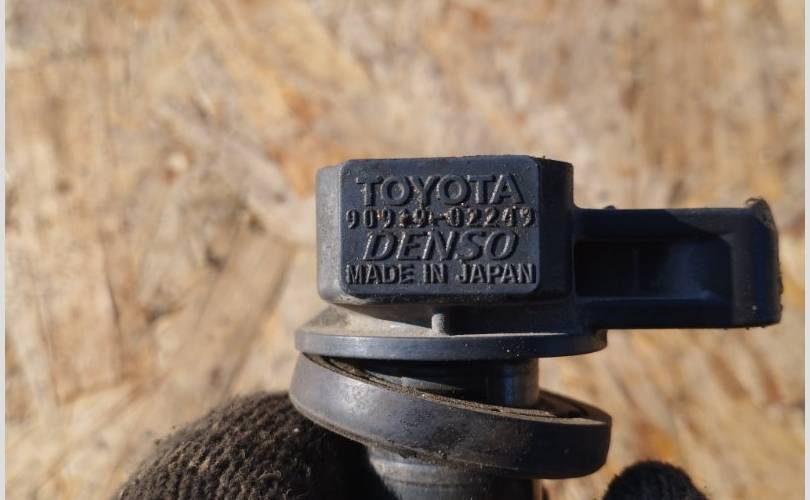 TOYOTA
90919-02249
DENSO
MADE IN JAPAN